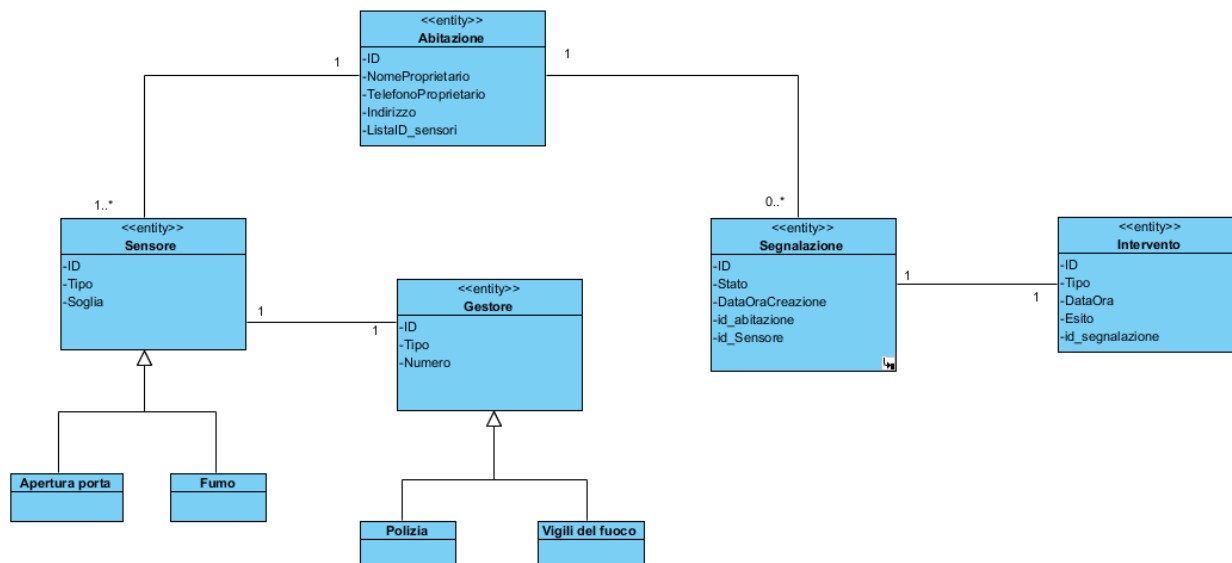 <<entity>>
Abitazione
-ID
-NomeProprietario
-TelefonoProprietario
-Indirizzo
-ListaID_sensori
1
1
1..*
0..*
<<entity>>
Sensore
-ID
-Tipo
-Soglia
1
1
<<entity>>
Gestore
-ID
-Tipo
-Numero
<<entity>>
Segnalazione
-ID
-Stato
-DataOraCreazione
-id_abitazione
-id_Sensore
1
1
<<entity>>
Intervento
-ID
-Tipo
-DataOra
-Esito
-id_segnalazione
Apertura porta
Fumo
Polizia
Vigili del fuoco